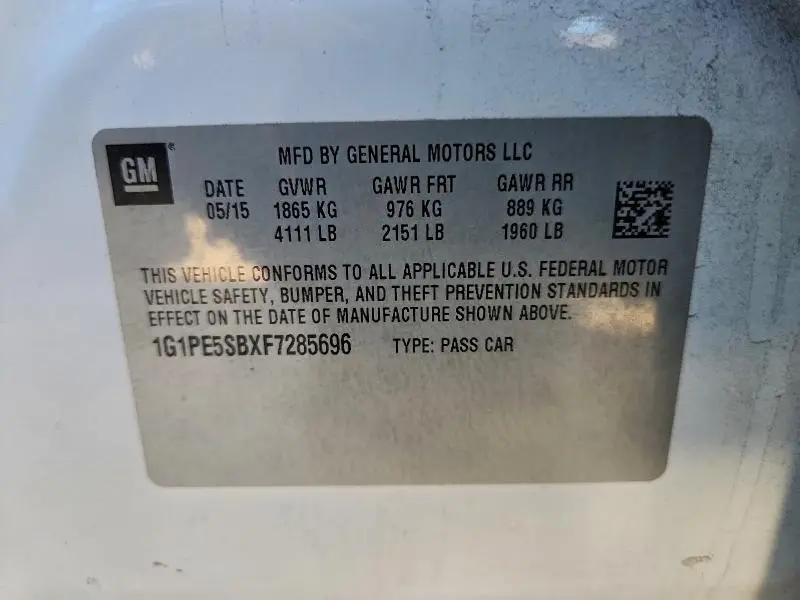 GM®
MFD BY GENERAL MOTORS LLC
DATE GVWR GAWR FRT GAWR RR
05/15 1865 KG 976 KG 889 KG
4111 LB 2151 LB 1960 LB
THIS VEHICLE CONFORMS TO ALL APPLICABLE U.S. FEDERAL MOTOR
VEHICLE SAFETY, BUMPER, AND THEFT PREVENTION STANDARDS IN
EFFECT ON THE DATE OF MANUFACTURE SHOWN ABOVE.
1G1PE5SBXF7285696 TYPE: PASS CAR